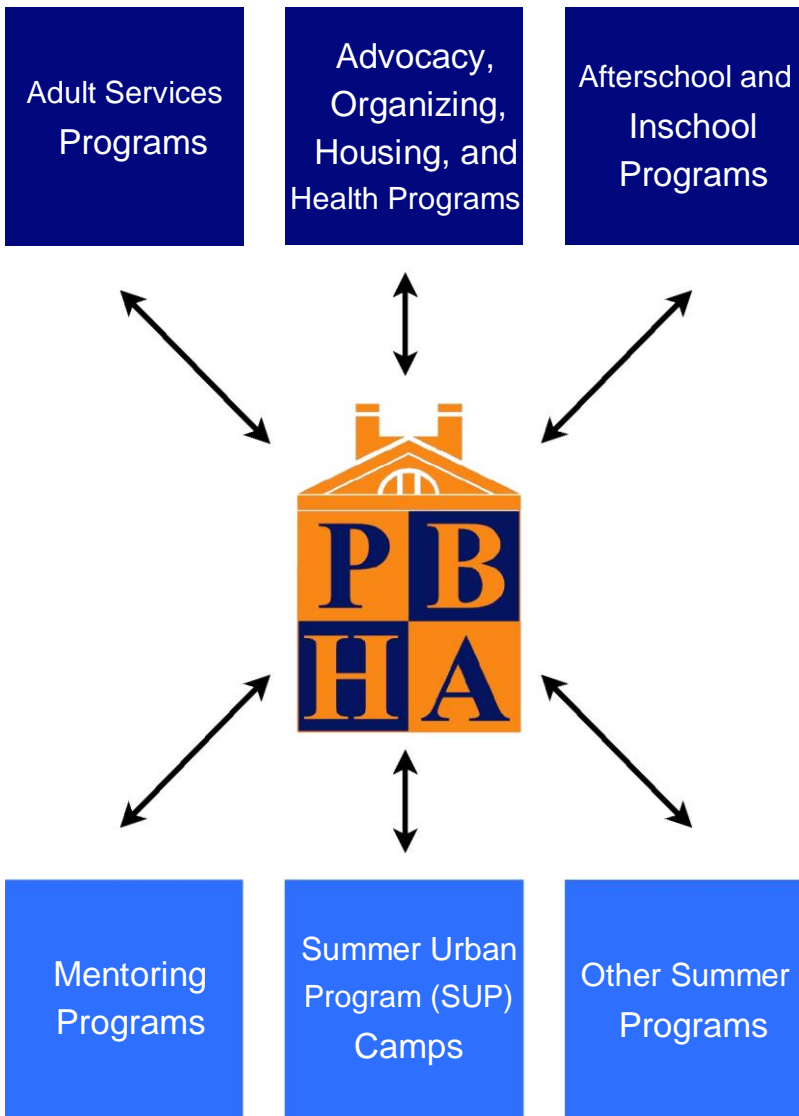 Adult Services
Programs
Advocacy,
Organizing,
Housing, and
Health Programs
Afterschool and
Inschool
Programs
P B
H A
Mentoring
Programs
Summer Urban
Program (SUP)
Camps
Other Summer
Programs